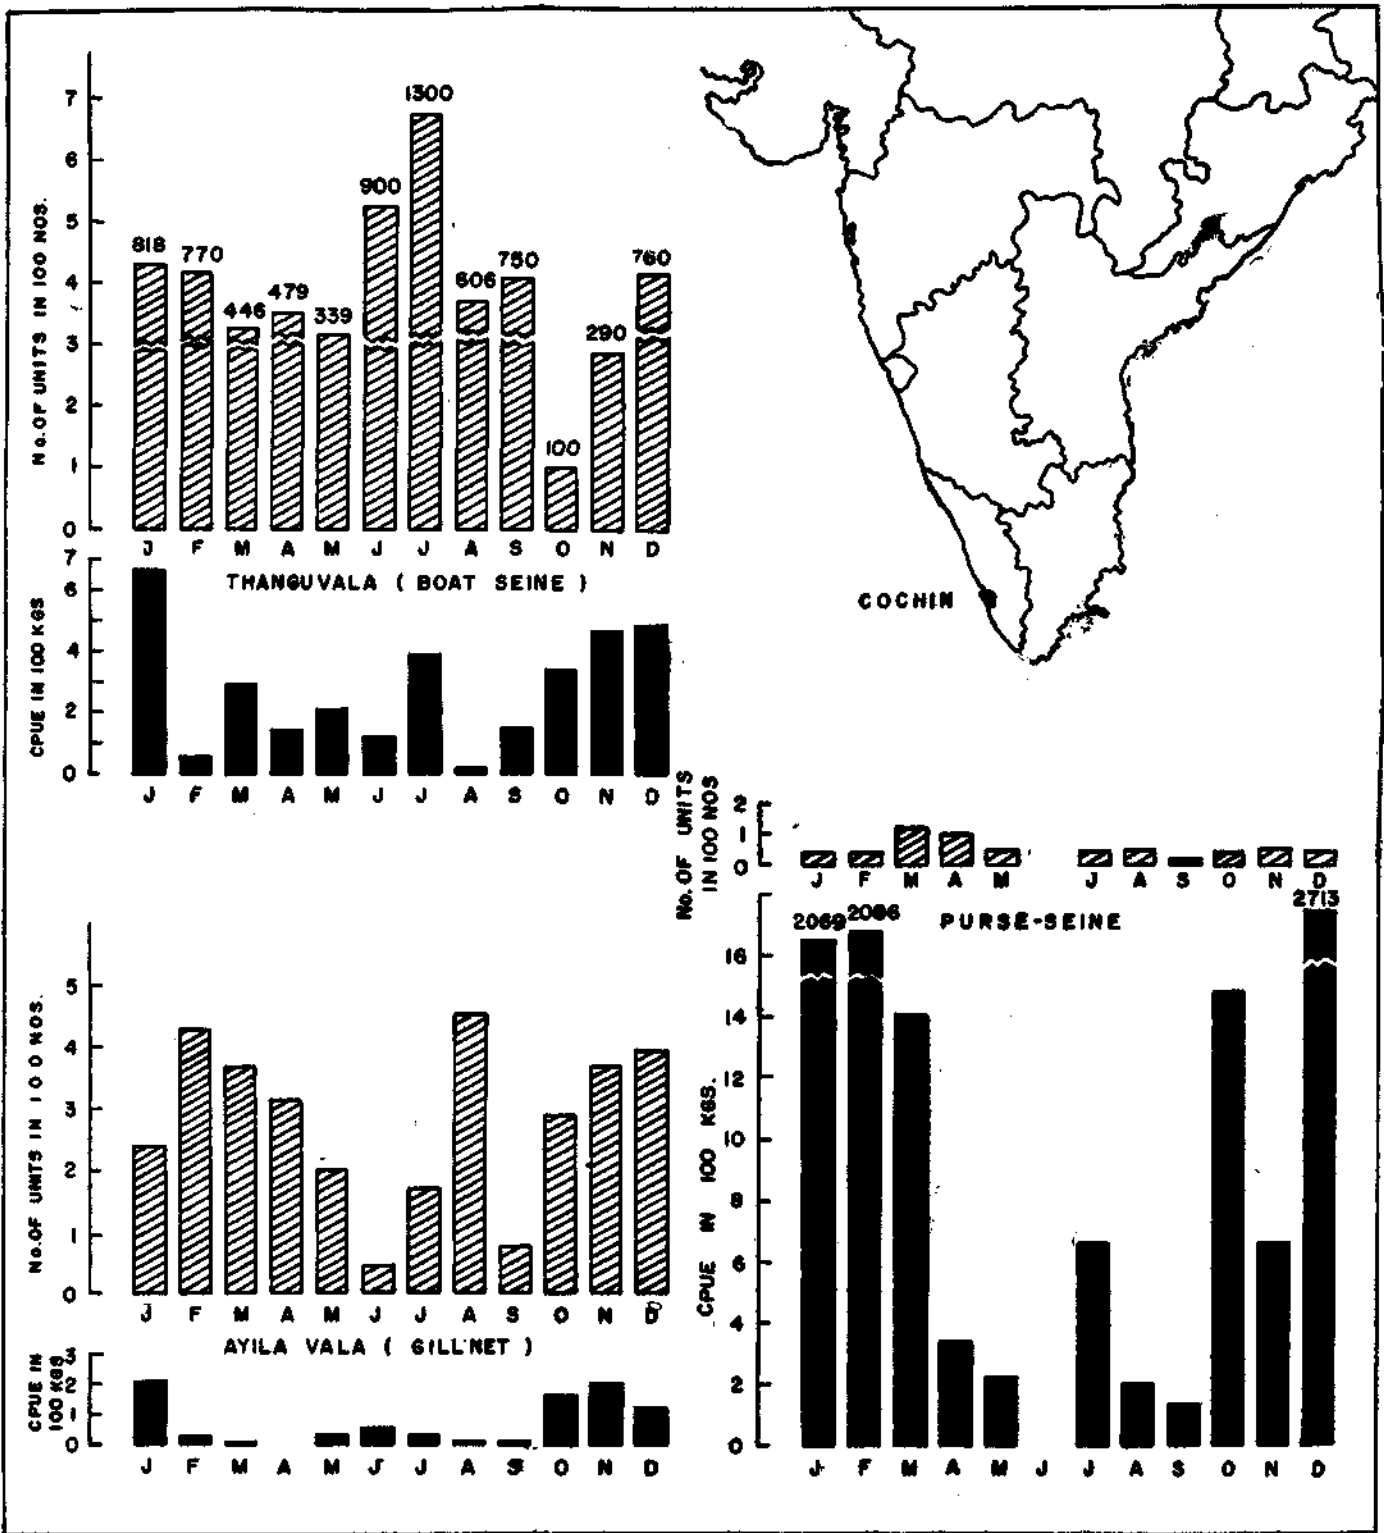 1300
900
818
770
446
479
339
606
750
100
290
760
7
6
5
4
3
2
1
0
No. OF UNITS IN 100 NOS.
J F M A M J J A S O N D
THANGUVALA ( BOAT SEINE )
7
6
4
2
0
CPUE IN 100 KGS
J F M A M J J A S O N D
COCHIN
5
4
3
2
1
0
No. OF UNITS IN 100 NOS.
J F M A M J J A S O N D
AYILA VALA ( GILL NET )
3
2
1
0
CPUE IN
100 KGS
J F M A M J J A S O N D
2
1
0
No. OF UNITS
IN 100 NOS
J F M A M J A S O N D
PURSE-SEINE
2069
2086
2713
16
14
12
10
8
6
4
2
0
CPUE IN 100 KGS.
J F M A M J J A S O N D